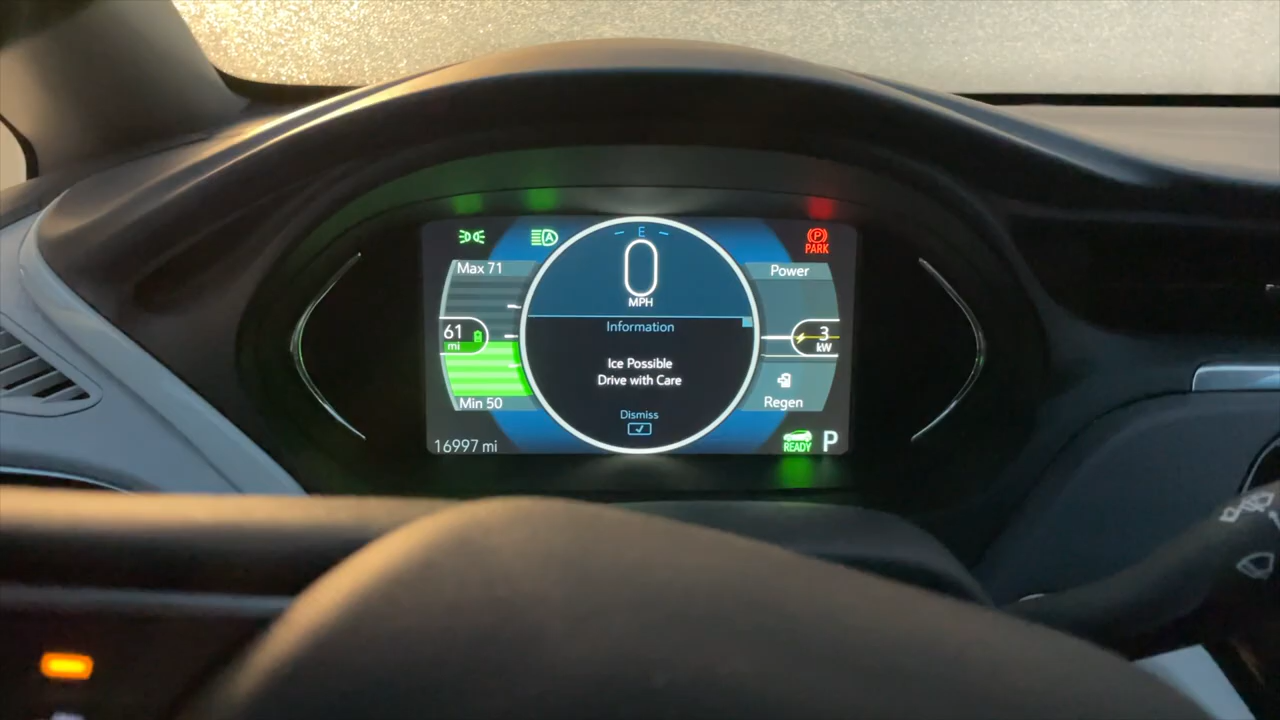 E
A
0
MPH
P
PARK
Max 71
Power
61
mi
Information
3
kW
Ice Possible
Drive with Care
Min 50
Regen
Dismiss
16997 mi
READY
P